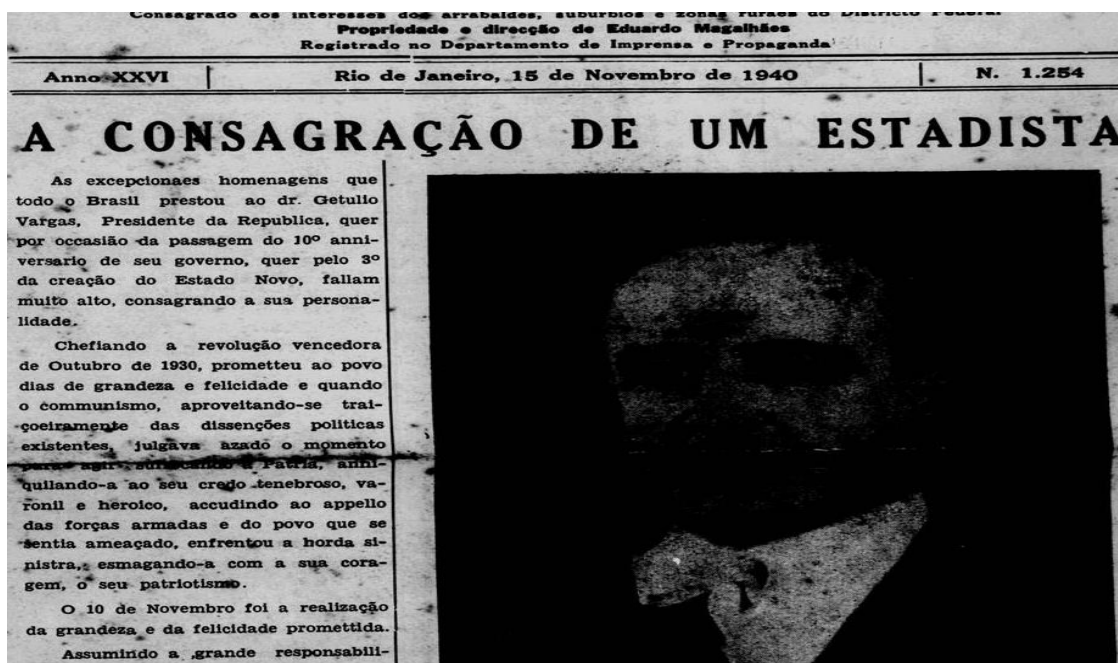 Consagrado aos interesses dos arrabaldes, suburbios e zonas ruraes do Districto Federal
Propriedade e direcção de Eduardo Magalhães
Registrado no Departamento de Imprensa e Propaganda
Anno XXVI
Rio de Janeiro, 15 de Novembro de 1940
N. 1.254
A CONSAGRAÇÃO DE UM ESTADISTA
As excepcionaes homenagens que
todo o Brasil prestou ao dr. Getulio
Vargas, Presidente da Republica, quer
por occasião da passagem do 10º anni-
versario de seu governo, quer pelo 3º
da creação do Estado Novo, fallam
muito alto, consagrando a sua persona-
lidade.
Chefiando a revolução vencedora
de Outubro de 1930, prometteu ao povo
dias de grandeza e felicidade e quando
o communismo, aproveitando-se trai-
çoeiramente das dissenções politicas
existentes, julgava azado o momento
para agir suffocando a Patria, anni-
quilando-a ao seu credo tenebroso, va-
ronil e heroico, accudindo ao appello
das forças armadas e do povo que se
sentia ameaçado, enfrentou a horda si-
nistra, esmagando-a com a sua cora-
gem, o seu patriotismo.
O 10 de Novembro foi a realização
da grandeza e da felicidade promettida.
Assumindo a grande responsabili-